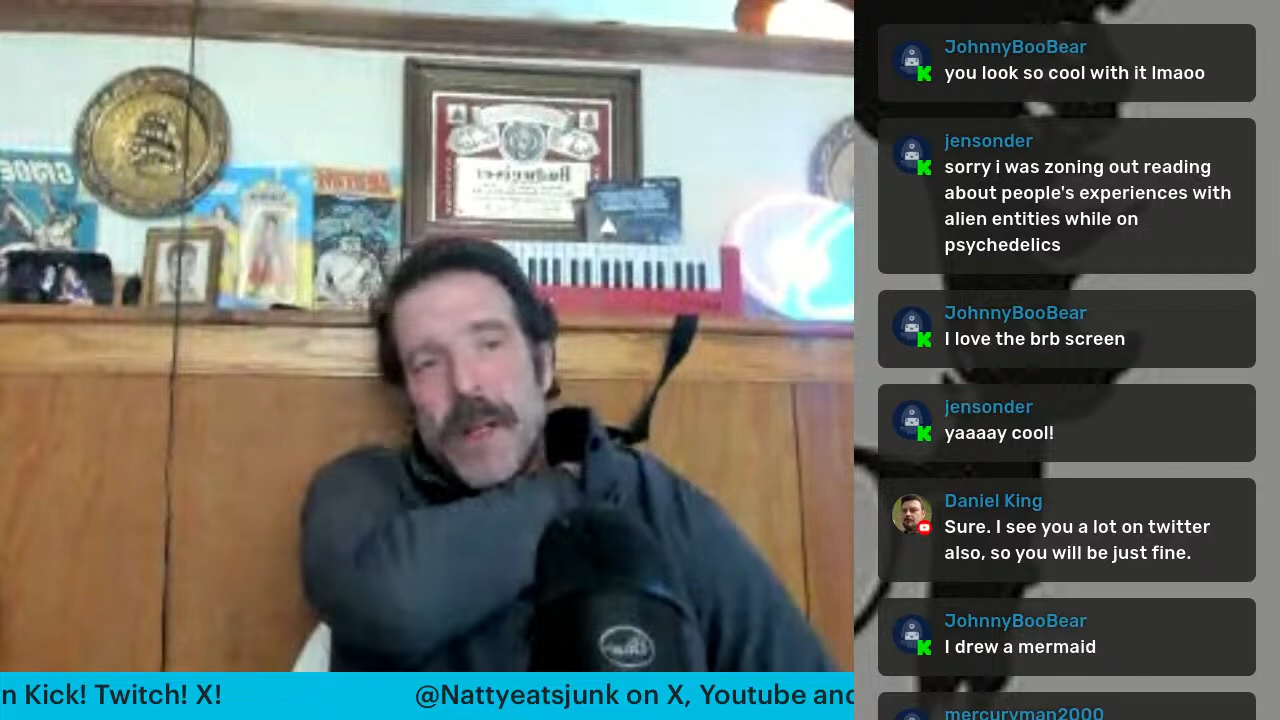 JohnnyBooBear
you look so cool with it lmaoo
jensonder
sorry i was zoning out reading
about people's experiences with
alien entities while on
psychedelics
JohnnyBooBear
I love the brb screen
jensonder
yaaaay cool!
Daniel King
Sure. I see you a lot on twitter
also, so you will be just fine.
JohnnyBooBear
I drew a mermaid
mercuryman2000
Budweiser
n Kick! Twitch! X!
@Nattyeatsjunk on X, Youtube and